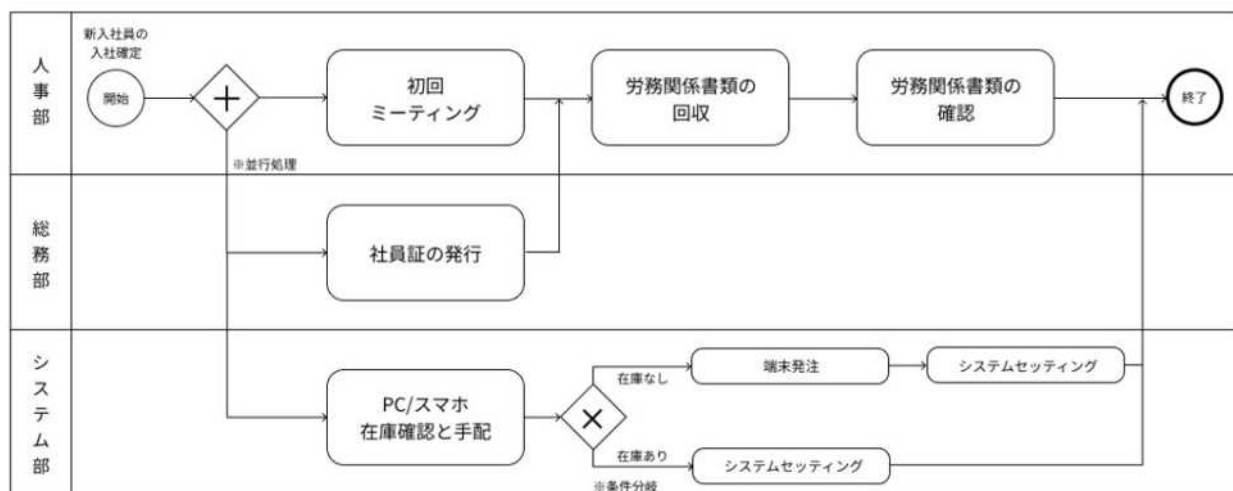 人事部
新入社員の
入社確定
開始
初回
ミーティング
労務関係書類の
回収
労務関係書類の
確認
終了
※並行処理
総務部
社員証の発行
システム部
PC/スマホ
在庫確認と手配
在庫なし
端末発注
システムセッティング
在庫あり
システムセッティング
※条件分岐